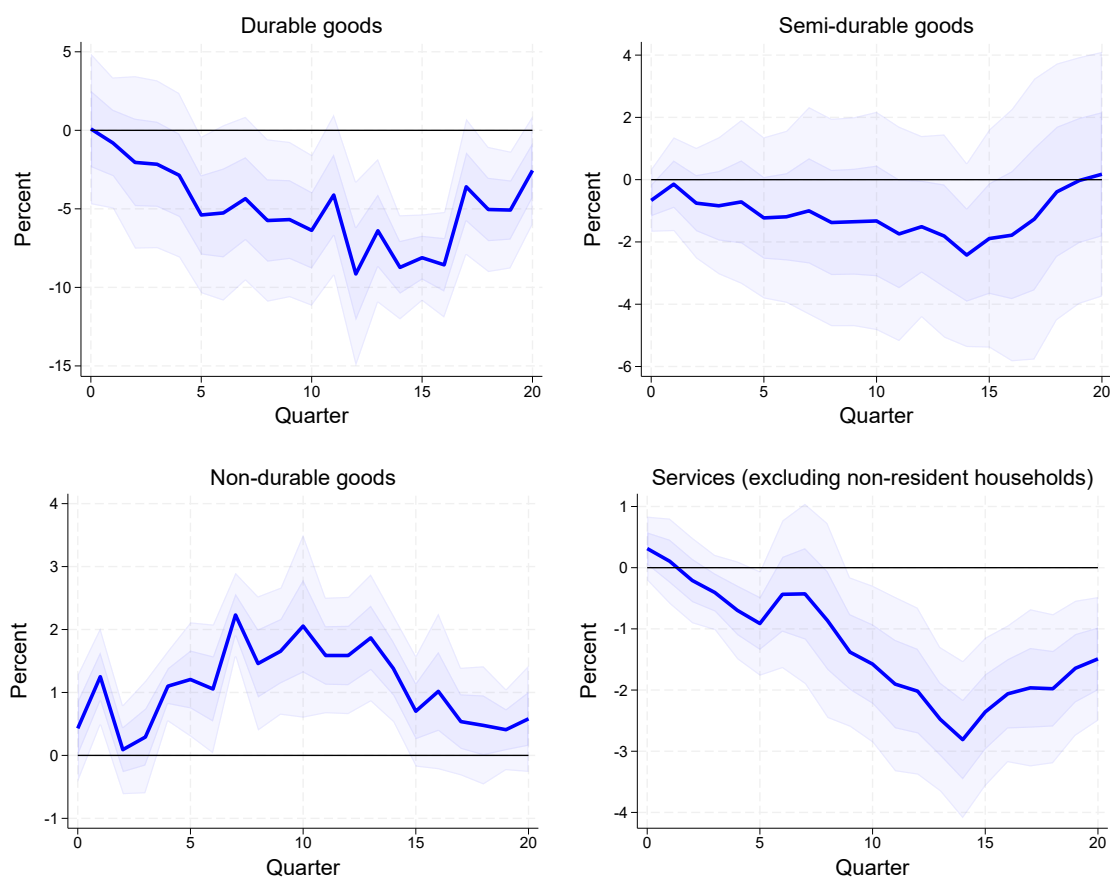 Durable goods
5
0
-5
-10
-15
Percent
0 5 10 15 20
Quarter
Semi-durable goods
4
2
0
-2
-4
-6
Percent
0 5 10 15 20
Quarter
Non-durable goods
4
3
2
1
0
-1
Percent
0 5 10 15 20
Quarter
Services (excluding non-resident households)
1
0
-1
-2
-3
-4
Percent
0 5 10 15 20
Quarter